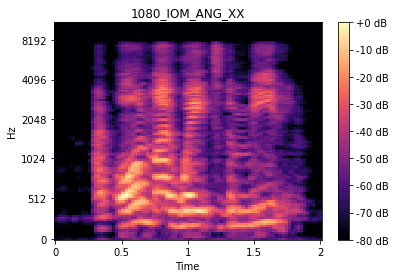 1080_IOM_ANG_XX
Hz
8192
4096
2048
1024
512
0
0
0.5
1
1.5
2
Time
+0 dB
-10 dB
-20 dB
-30 dB
-40 dB
-50 dB
-60 dB
-70 dB
-80 dB